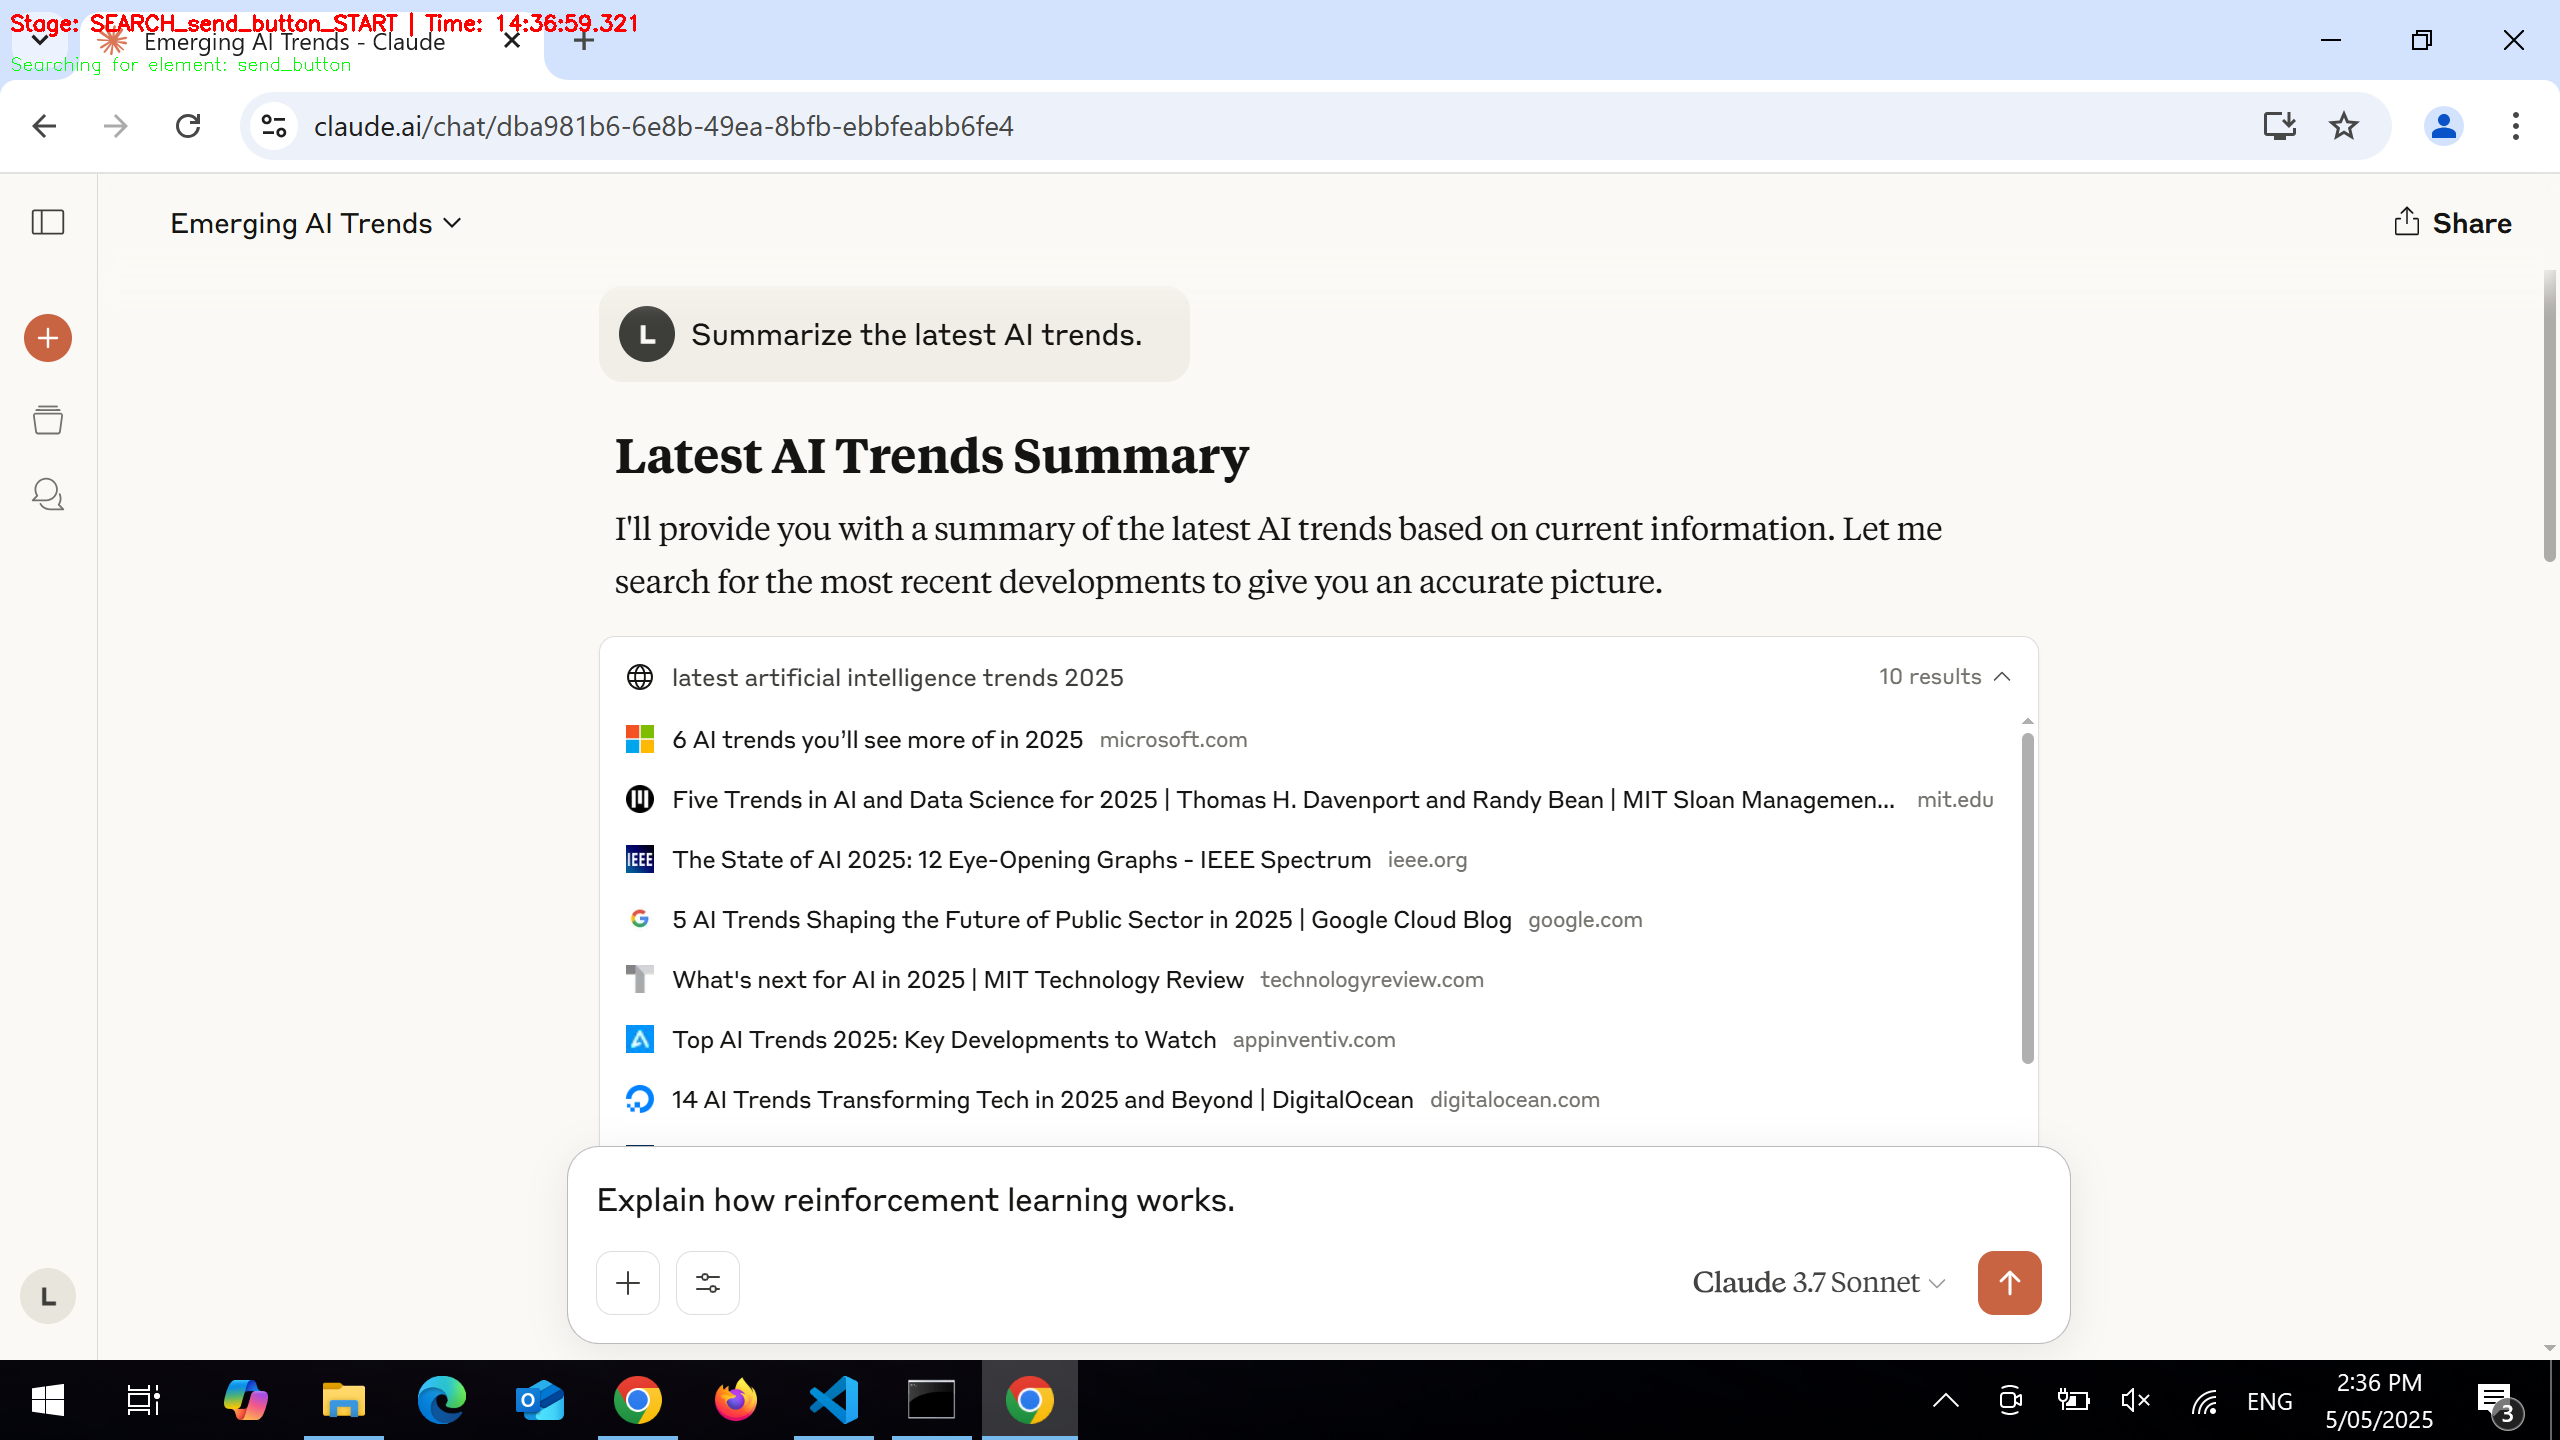 Stage: SEARCH_send_button_START | Time: 14:36:59.321
Emerging AI Trends - Claude
Searching for element: send_button
claude.ai/chat/dba981b6-6e8b-49ea-8bfb-ebbfeabb6fe4
Emerging AI Trends
Share
L
Summarize the latest AI trends.
Latest AI Trends Summary
I'll provide you with a summary of the latest AI trends based on current information. Let me
search for the most recent developments to give you an accurate picture.
latest artificial intelligence trends 2025
10 results
6 AI trends you’ll see more of in 2025 microsoft.com
Five Trends in AI and Data Science for 2025 | Thomas H. Davenport and Randy Bean | MIT Sloan Managemen... mit.edu
IEEE The State of AI 2025: 12 Eye-Opening Graphs - IEEE Spectrum ieee.org
5 AI Trends Shaping the Future of Public Sector in 2025 | Google Cloud Blog google.com
What's next for AI in 2025 | MIT Technology Review technologyreview.com
Top AI Trends 2025: Key Developments to Watch appinventiv.com
14 AI Trends Transforming Tech in 2025 and Beyond | DigitalOcean digitalocean.com
Explain how reinforcement learning works.
Claude 3.7 Sonnet
L
ENG
2:36 PM
5/05/2025
3